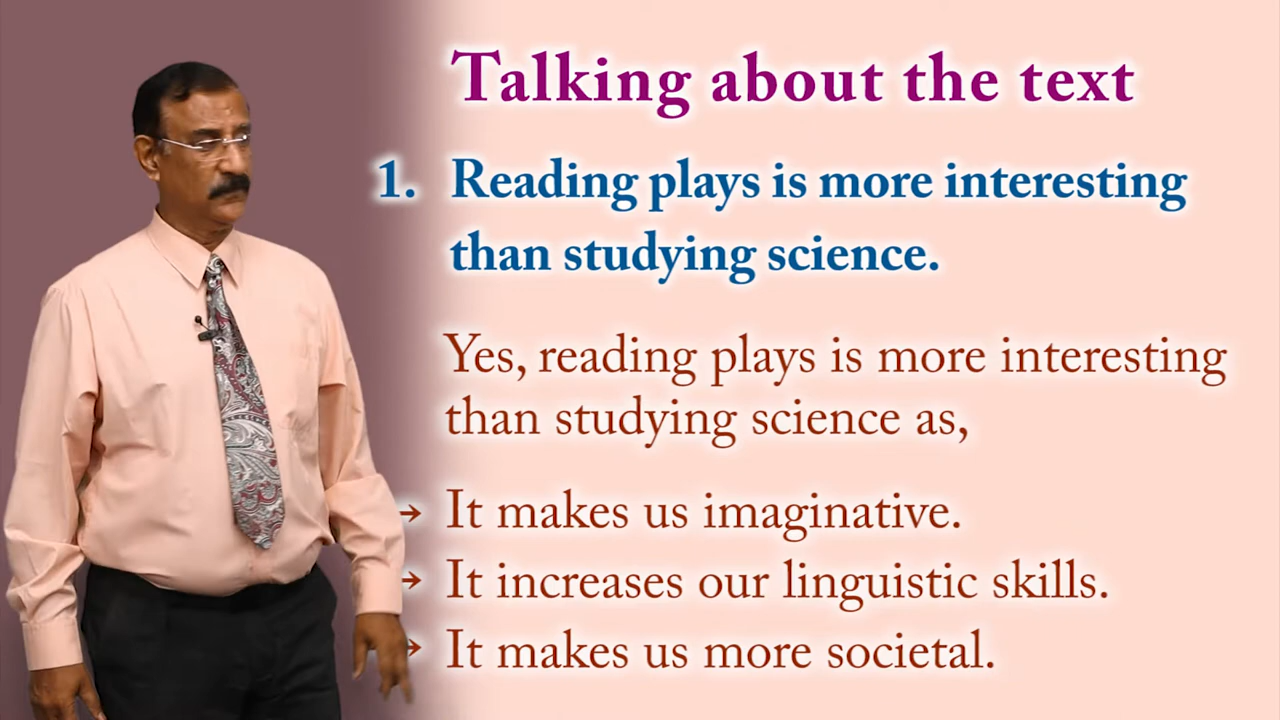 Talking about the text
1. Reading plays is more interesting
than studying science.
Yes, reading plays is more interesting
than studying science as,
→ It makes us imaginative.
→ It increases our linguistic skills.
→ It makes us more societal.